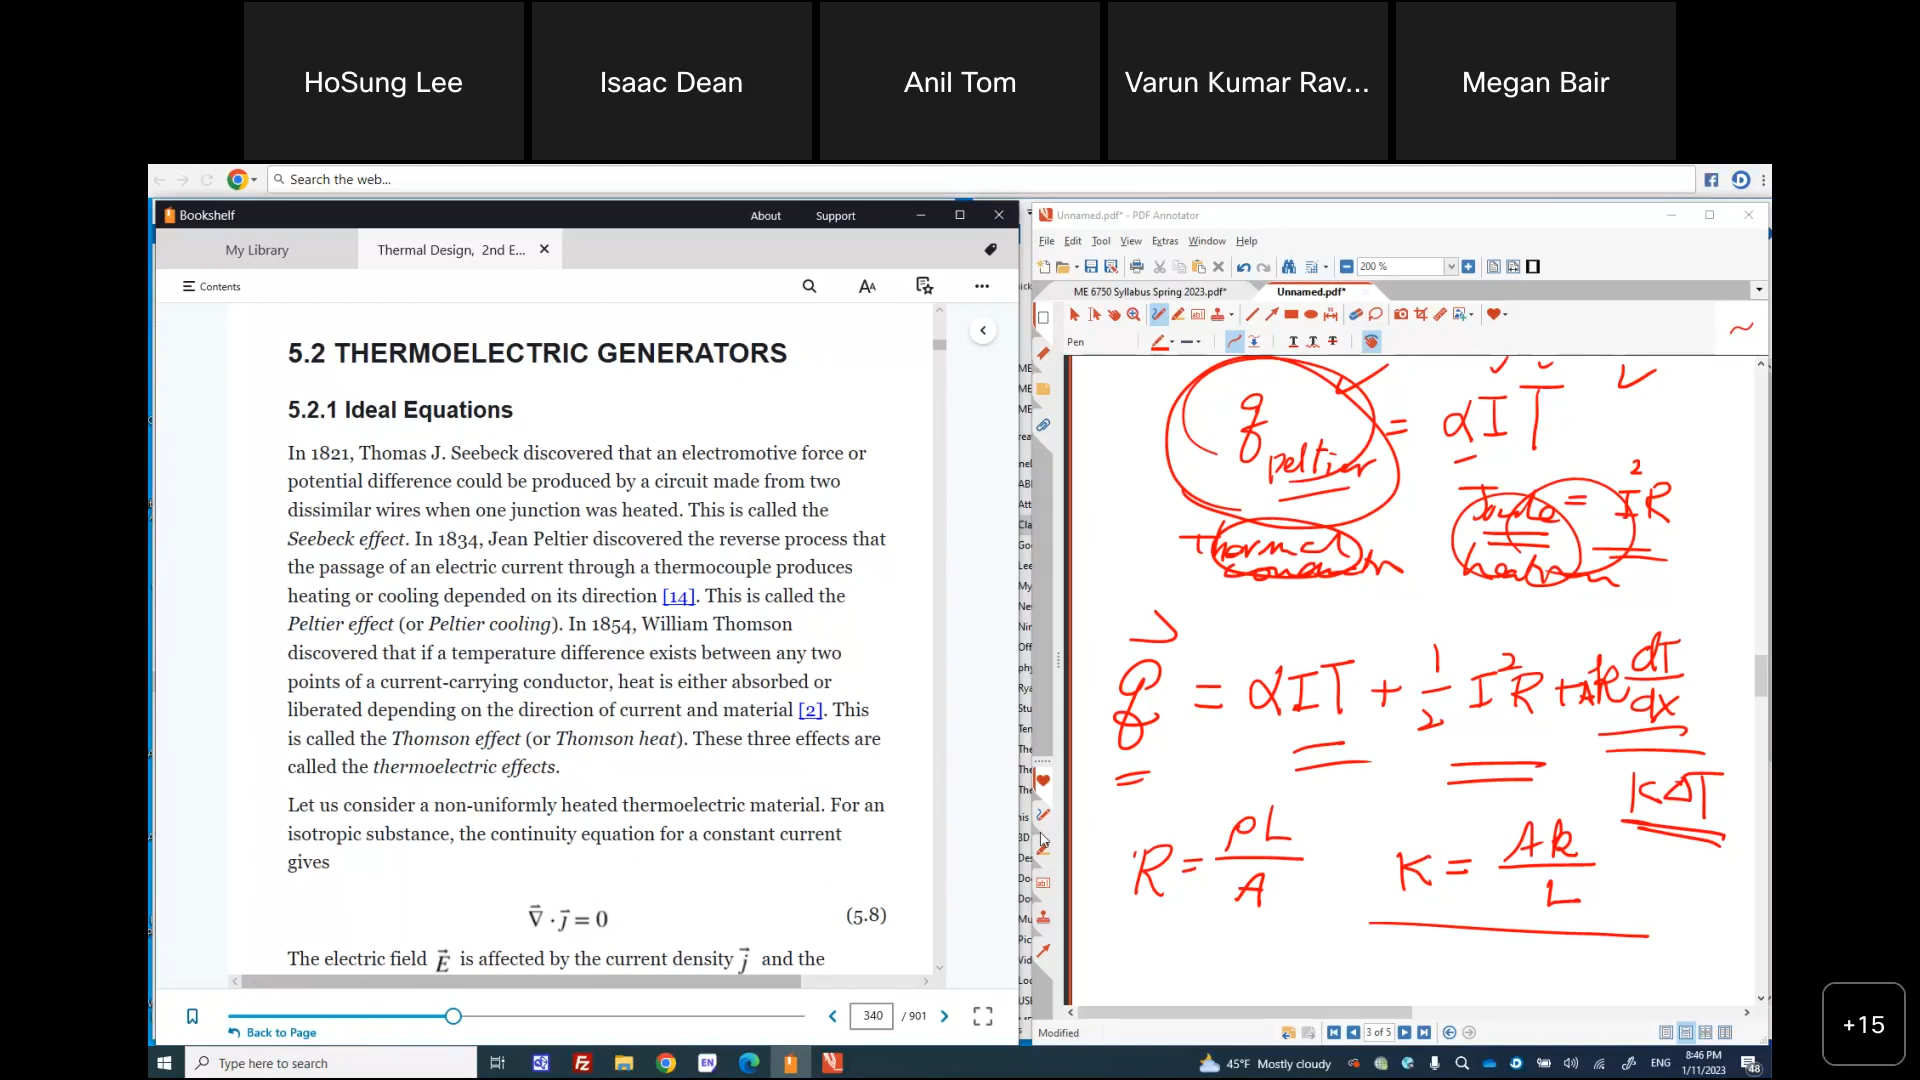 HoSung Lee
Isaac Dean
Anil Tom
Varun Kumar Rav...
Megan Bair
Search the web...
Bookshelf
About Support
My Library
Thermal Design, 2nd E...
Contents
5.2 THERMOELECTRIC GENERATORS
5.2.1 Ideal Equations
In 1821, Thomas J. Seebeck discovered that an electromotive force or
potential difference could be produced by a circuit made from two
dissimilar wires when one junction was heated. This is called the
Seebeck effect. In 1834, Jean Peltier discovered the reverse process that
the passage of an electric current through a thermocouple produces
heating or cooling depended on its direction [14]. This is called the
Peltier effect (or Peltier cooling). In 1854, William Thomson
discovered that if a temperature difference exists between any two
points of a current-carrying conductor, heat is either absorbed or
liberated depending on the direction of current and material [2]. This
is called the Thomson effect (or Thomson heat). These three effects are
called the thermoelectric effects.
Let us consider a non-uniformly heated thermoelectric material. For an
isotropic substance, the continuity equation for a constant current
gives
∇⃗ · j⃗ = 0 (5.8)
The electric field E⃗ is affected by the current density j⃗ and the
340 / 901
Back to Page
Unnamed.pdf* - PDF Annotator
File Edit Tool View Extras Window Help
200 %
ME 6750 Syllabus Spring 2023.pdf*
Unnamed.pdf*
Pen
q peltier = αIT
Joule = I²R
heating
Thermal
q = αIT + 1/2 I²R + Ak dT/dx
KΔT
R = ρL/A
K = Ak/L
Modified
3 of 5
Type here to search
EN
45°F Mostly cloudy
ENG
8:46 PM
1/11/2023
48
+15